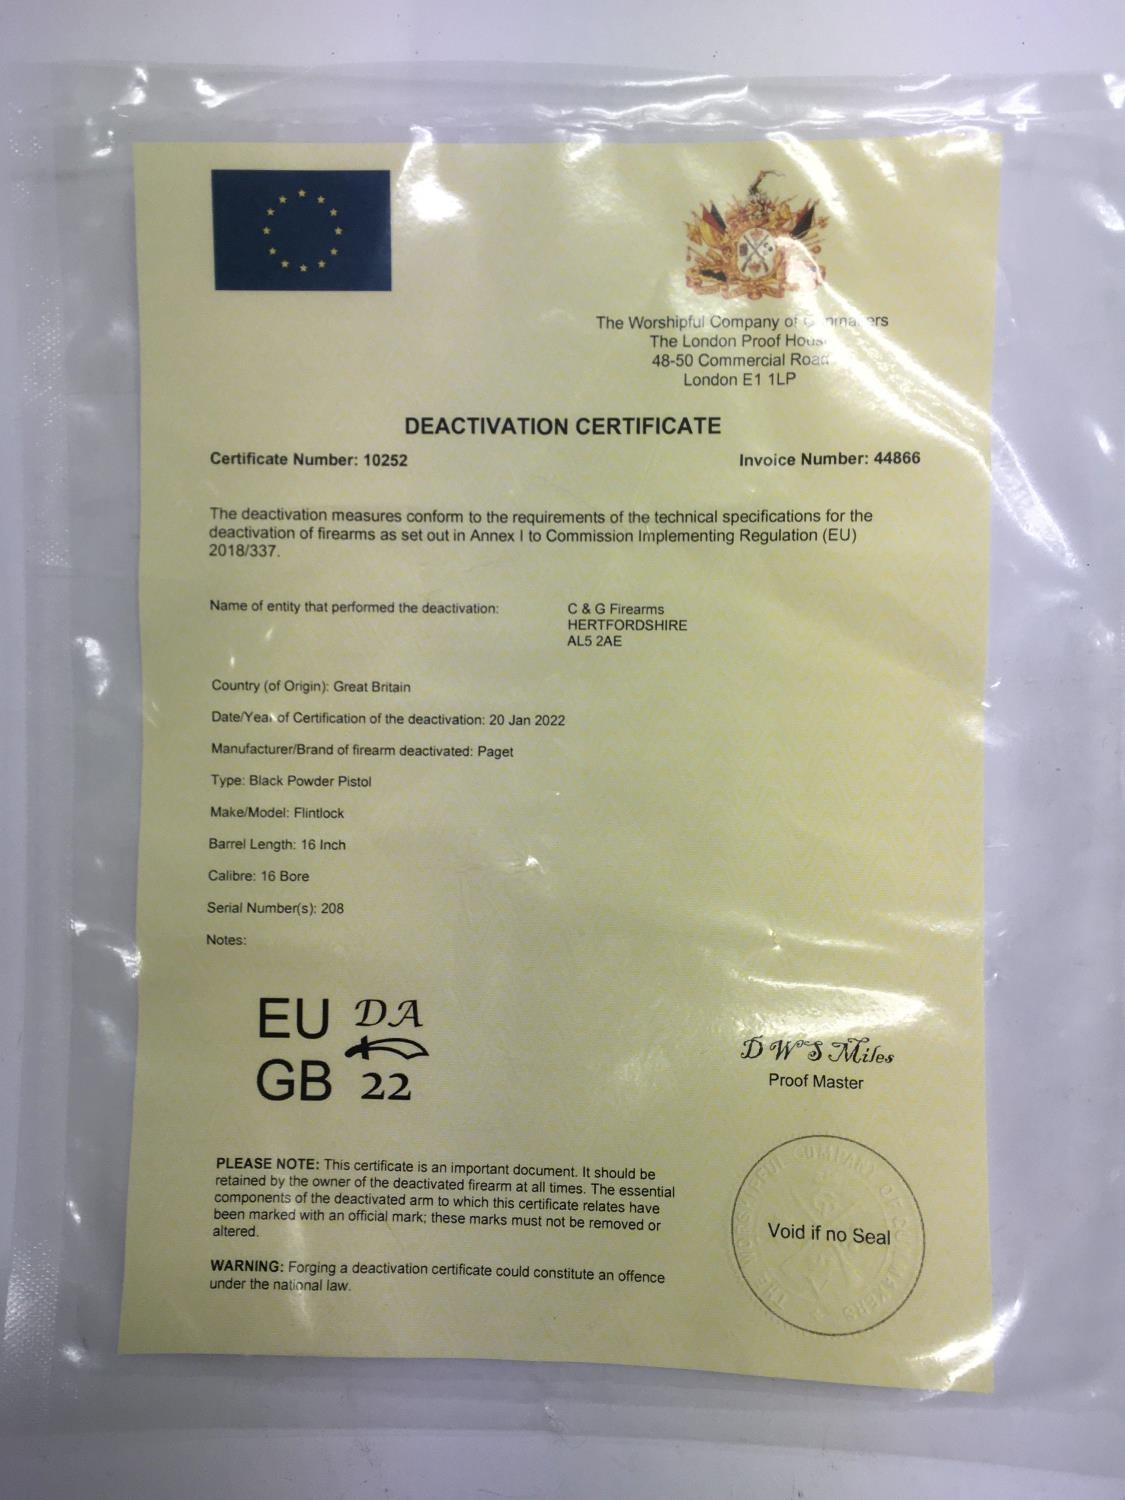 The Worshipful Company of Gunmakers
The London Proof House
48-50 Commercial Road
London E1 1LP
DEACTIVATION CERTIFICATE
Certificate Number: 10252 Invoice Number: 44866
The deactivation measures conform to the requirements of the technical specifications for the
deactivation of firearms as set out in Annex I to Commission Implementing Regulation (EU)
2018/337.
Name of entity that performed the deactivation: C & G Firearms
HERTFORDSHIRE
AL5 2AE
Country (of Origin): Great Britain
Date/Year of Certification of the deactivation: 20 Jan 2022
Manufacturer/Brand of firearm deactivated: Paget
Type: Black Powder Pistol
Make/Model: Flintlock
Barrel Length: 16 Inch
Calibre: 16 Bore
Serial Number(s): 208
Notes:
EU DA
GB 22
D W S Miles
Proof Master
PLEASE NOTE: This certificate is an important document. It should be
retained by the owner of the deactivated firearm at all times. The essential
components of the deactivated arm to which this certificate relates have
been marked with an official mark; these marks must not be removed or
altered.
WARNING: Forging a deactivation certificate could constitute an offence
under the national law.
THE WORSHIPFUL COMPANY OF GUNMAKERS
Void if no Seal